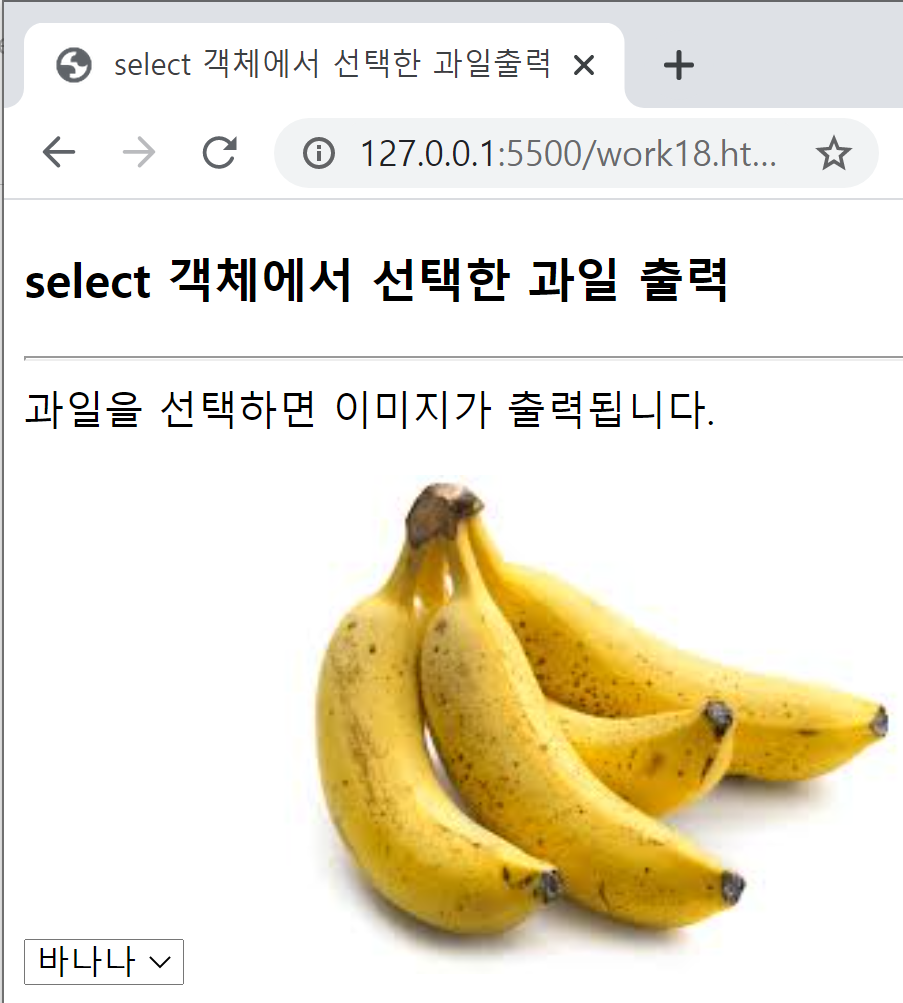 select 객체에서 선택한 과일출력
127.0.0.1:5500/work18.ht...
select 객체에서 선택한 과일 출력
과일을 선택하면 이미지가 출력됩니다.
바나나